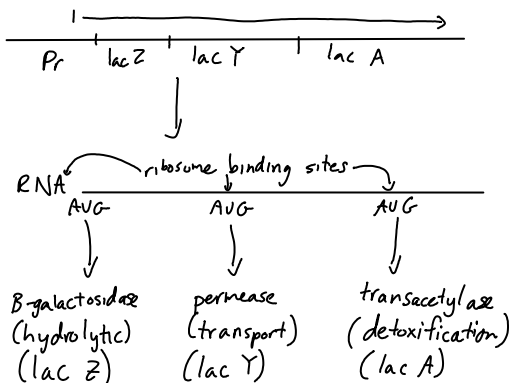 Pr lac Z lac Y lac A
ribosome binding sites
RNA
AUG AUG AUG
B-galactosidase permease transacetylase
(hydrolytic) (transport) (detoxification)
(lac Z) (lac Y) (lac A)